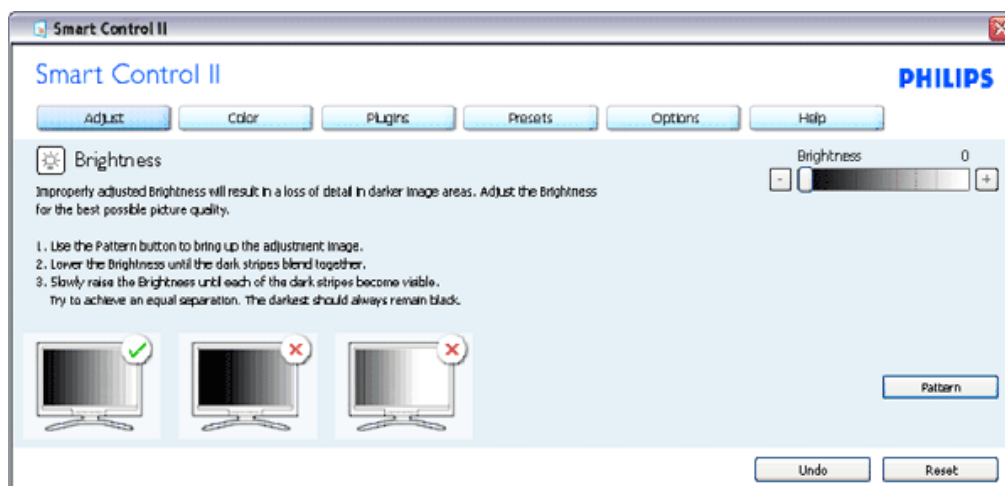 Smart Control II
Smart Control II
PHILIPS
Adjust
Color
Plugins
Presets
Options
Help
Brightness
Brightness 0
Improperly adjusted Brightness will result in a loss of detail in darker image areas. Adjust the Brightness
for the best possible picture quality.
- +
1. Use the Pattern button to bring up the adjustment image.
2. Lower the Brightness until the dark stripes blend together.
3. Slowly raise the Brightness until each of the dark stripes become visible.
Try to achieve an equal separation. The darkest should always remain black.
Pattern
Undo
Reset